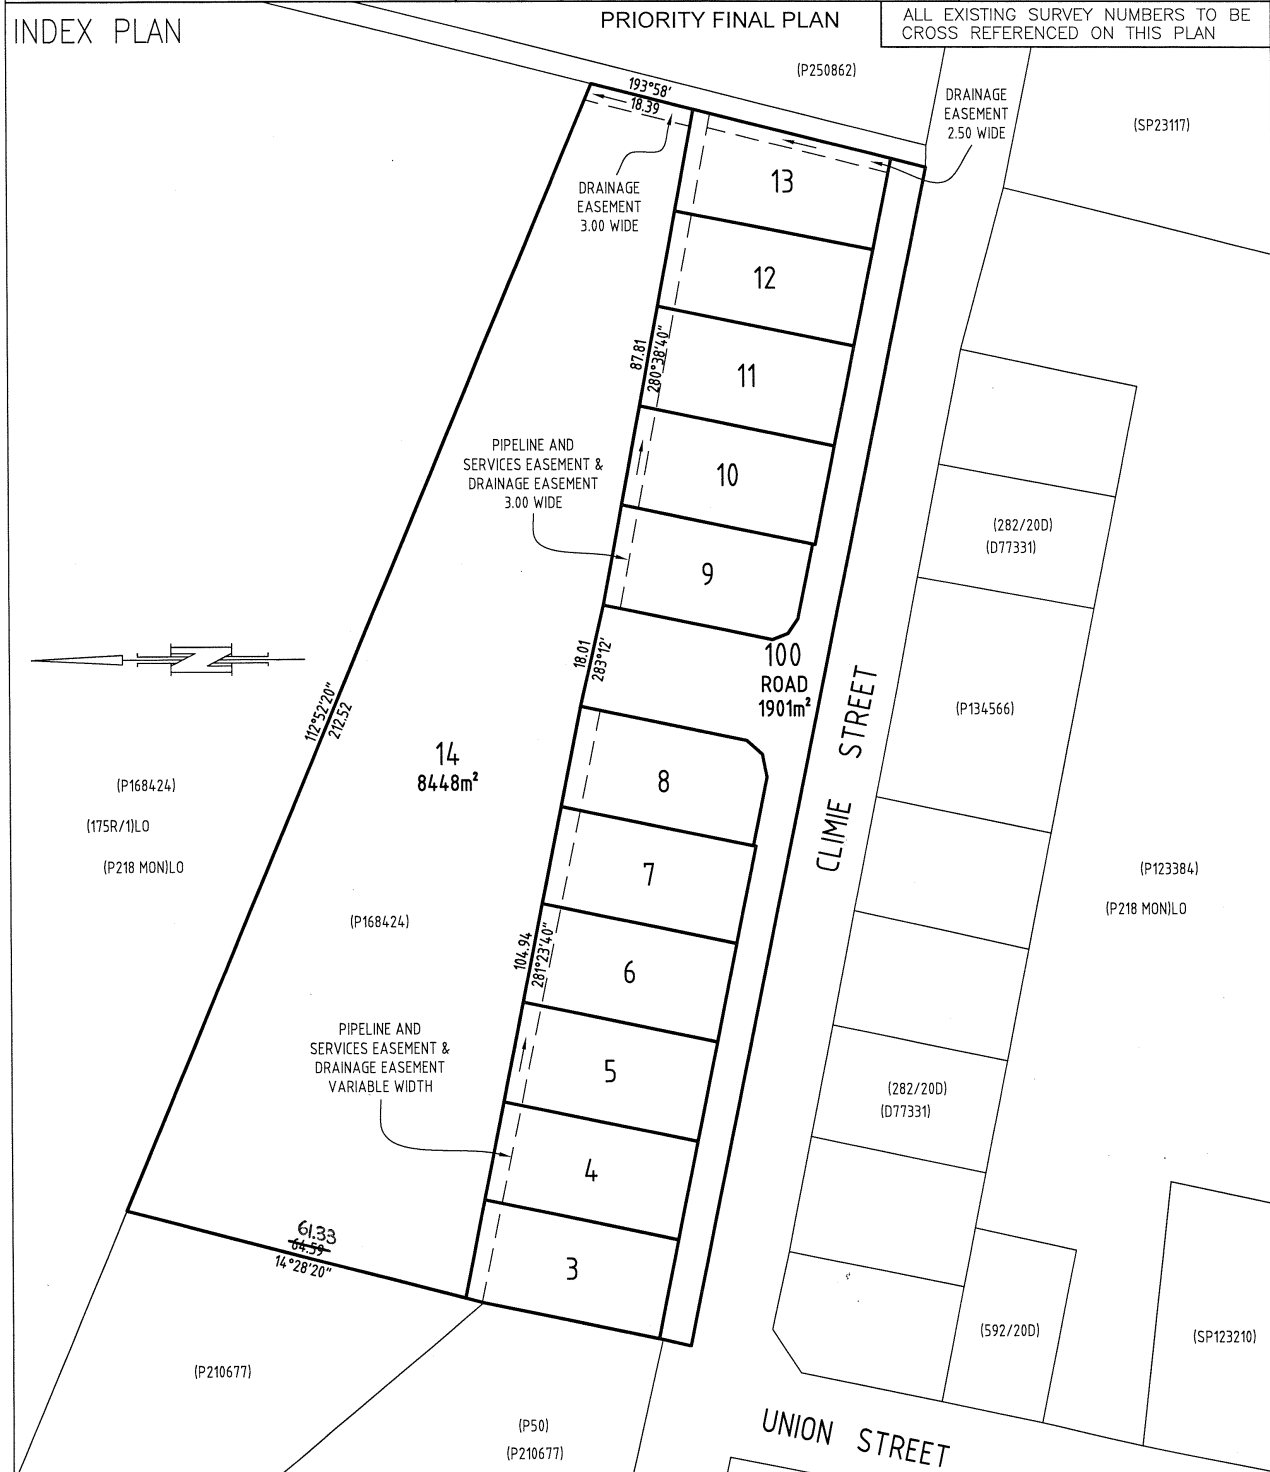 INDEX PLAN
PRIORITY FINAL PLAN
ALL EXISTING SURVEY NUMBERS TO BE
CROSS REFERENCED ON THIS PLAN
(P250862)
193°58'
18.39
DRAINAGE
EASEMENT
2.50 WIDE
(SP23117)
DRAINAGE
EASEMENT
3.00 WIDE
13
12
87.81
280°38'40"
11
PIPELINE AND
SERVICES EASEMENT &
DRAINAGE EASEMENT
3.00 WIDE
10
(282/20D)
(D77331)
9
18.01
283°12'
100
ROAD
1901m²
CLIMIE STREET
(P134566)
112°52'20"
212.52
14
8448m²
8
(P168424)
(175R/1)LO
(P218 MON)LO
7
(P123384)
(P218 MON)LO
(P168424)
104.94
281°23'40"
6
PIPELINE AND
SERVICES EASEMENT &
DRAINAGE EASEMENT
VARIABLE WIDTH
5
(282/20D)
(D77331)
4
61.33
64.59
14°28'20"
3
(592/20D)
(SP123210)
(P210677)
(P50)
(P210677)
UNION STREET